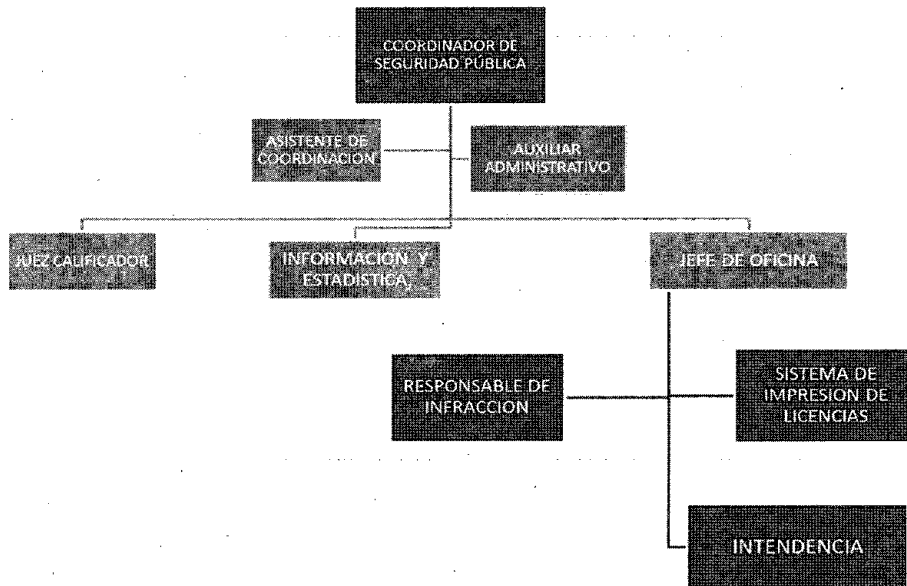 COORDINADOR DE
SEGURIDAD PÚBLICA
ASISTENTE DE
COORDINACION
AUXILIAR
ADMINISTRATIVO
JUEZ CALIFICADOR
INFORMACIÓN Y
ESTADÍSTICA,
JEFE DE OFICINA
RESPONSABLE DE
INFRACCION
SISTEMA DE
IMPRESION DE
LICENCIAS
INTENDENCIA